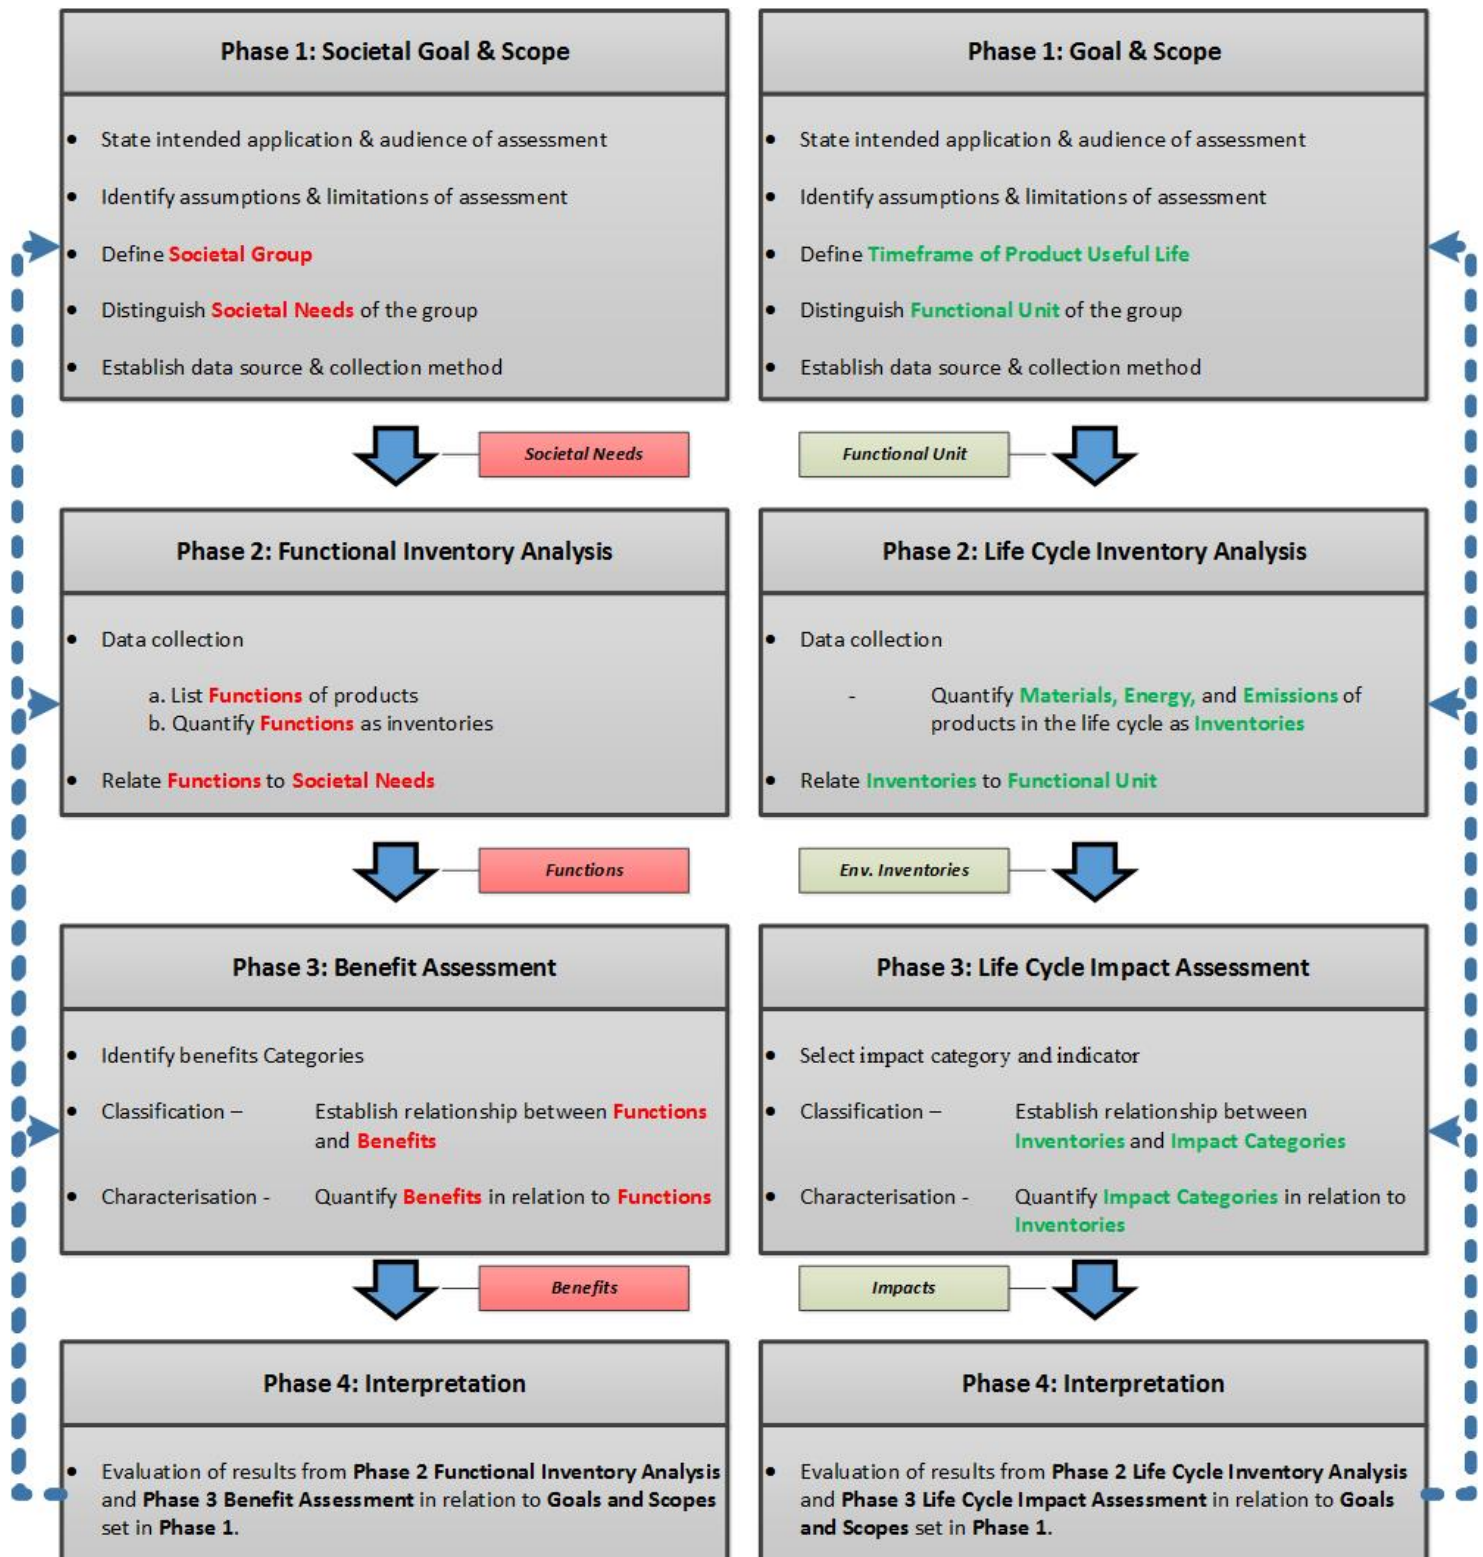 Phase 1: Societal Goal & Scope
• State intended application & audience of assessment
• Identify assumptions & limitations of assessment
• Define Societal Group
• Distinguish Societal Needs of the group
• Establish data source & collection method
Societal Needs
Phase 2: Functional Inventory Analysis
• Data collection
a. List Functions of products
b. Quantify Functions as inventories
• Relate Functions to Societal Needs
Functions
Phase 3: Benefit Assessment
• Identify benefits Categories
• Classification – Establish relationship between Functions
and Benefits
• Characterisation - Quantify Benefits in relation to Functions
Benefits
Phase 4: Interpretation
• Evaluation of results from Phase 2 Functional Inventory Analysis
and Phase 3 Benefit Assessment in relation to Goals and Scopes
set in Phase 1.
Phase 1: Goal & Scope
• State intended application & audience of assessment
• Identify assumptions & limitations of assessment
• Define Timeframe of Product Useful Life
• Distinguish Functional Unit of the group
• Establish data source & collection method
Functional Unit
Phase 2: Life Cycle Inventory Analysis
• Data collection
- Quantify Materials, Energy, and Emissions of
products in the life cycle as Inventories
• Relate Inventories to Functional Unit
Env. Inventories
Phase 3: Life Cycle Impact Assessment
• Select impact category and indicator
• Classification – Establish relationship between
Inventories and Impact Categories
• Characterisation - Quantify Impact Categories in relation to
Inventories
Impacts
Phase 4: Interpretation
• Evaluation of results from Phase 2 Life Cycle Inventory Analysis
and Phase 3 Life Cycle Impact Assessment in relation to Goals
and Scopes set in Phase 1.